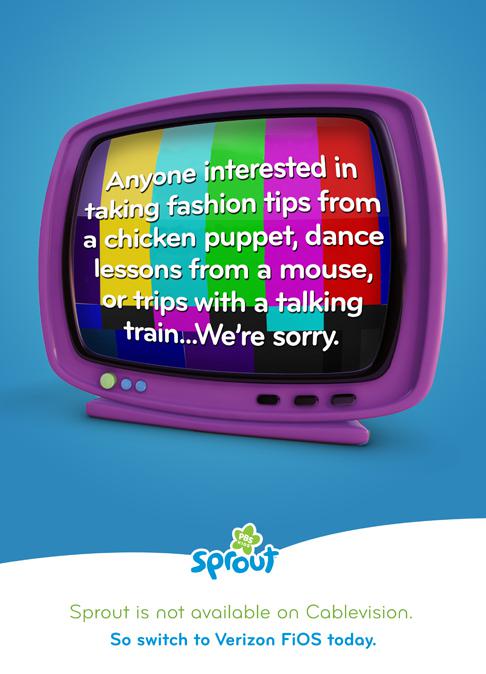 Anyone interested in
taking fashion tips from
a chicken puppet, dance
lessons from a mouse,
or trips with a talking
train...We're sorry.
PBS
KIDS
Sprout
Sprout is not available on Cablevision.
So switch to Verizon FiOS today.